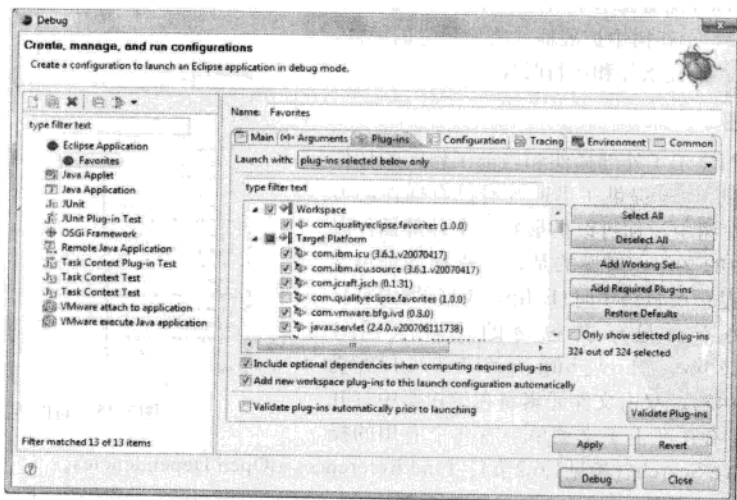 Debug
Create, manage, and run configurations
Create a configuration to launch an Eclipse application in debug mode.
type filter text
Eclipse Application
Favorites
Java Applet
Java Application
JUnit
JUnit Plug-in Test
OSGi Framework
Remote Java Application
Task Context Plug-in Test
Task Context Test
Task Context Test
VMware attach to application
VMware execute Java application
Filter matched 13 of 13 items
Name: Favorites
Main Arguments Plug-ins Configuration Tracing Environment Common
Launch with: plug-ins selected below only
type filter text
Workspace
com.qualityeclipse.favorites (1.0.0)
Target Platform
com.ibm.icu (3.6.1.v20070417)
com.ibm.icu.source (3.6.1.v20070417)
com.jcraft.jsch (0.1.31)
com.qualityeclipse.favorites (1.0.0)
com.vmware.bfg.ivd (0.8.0)
javax.servlet (2.4.0.v200706111738)
Select All
Deselect All
Add Working Set...
Add Required Plug-ins
Restore Defaults
Only show selected plug-ins
324 out of 324 selected
Include optional dependencies when computing required plug-ins
Add new workspace plug-ins to this launch configuration automatically
Validate plug-ins automatically prior to launching
Validate Plug-ins
Apply
Revert
Debug
Close